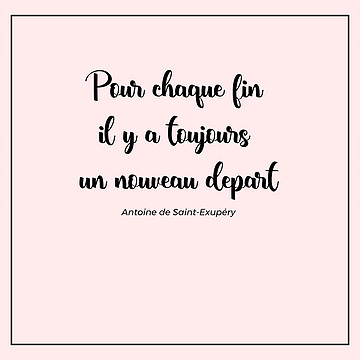 Pour chaque fin
il y a toujours
un nouveau depart
Antoine de Saint-Exupéry